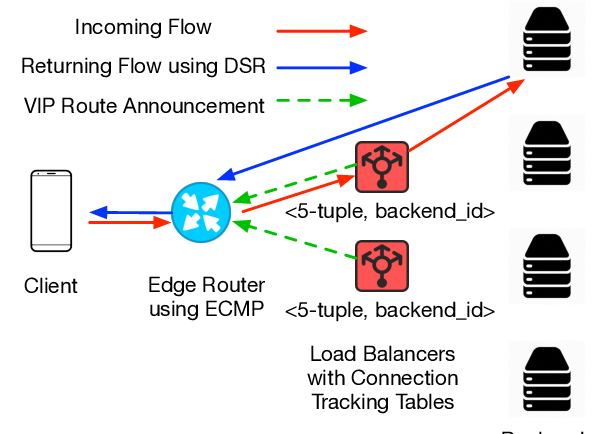 Incoming Flow
Returning Flow using DSR
VIP Route Announcement
<5-tuple, backend_id>
Client
Edge Router
using ECMP
<5-tuple, backend_id>
Load Balancers
with Connection
Tracking Tables